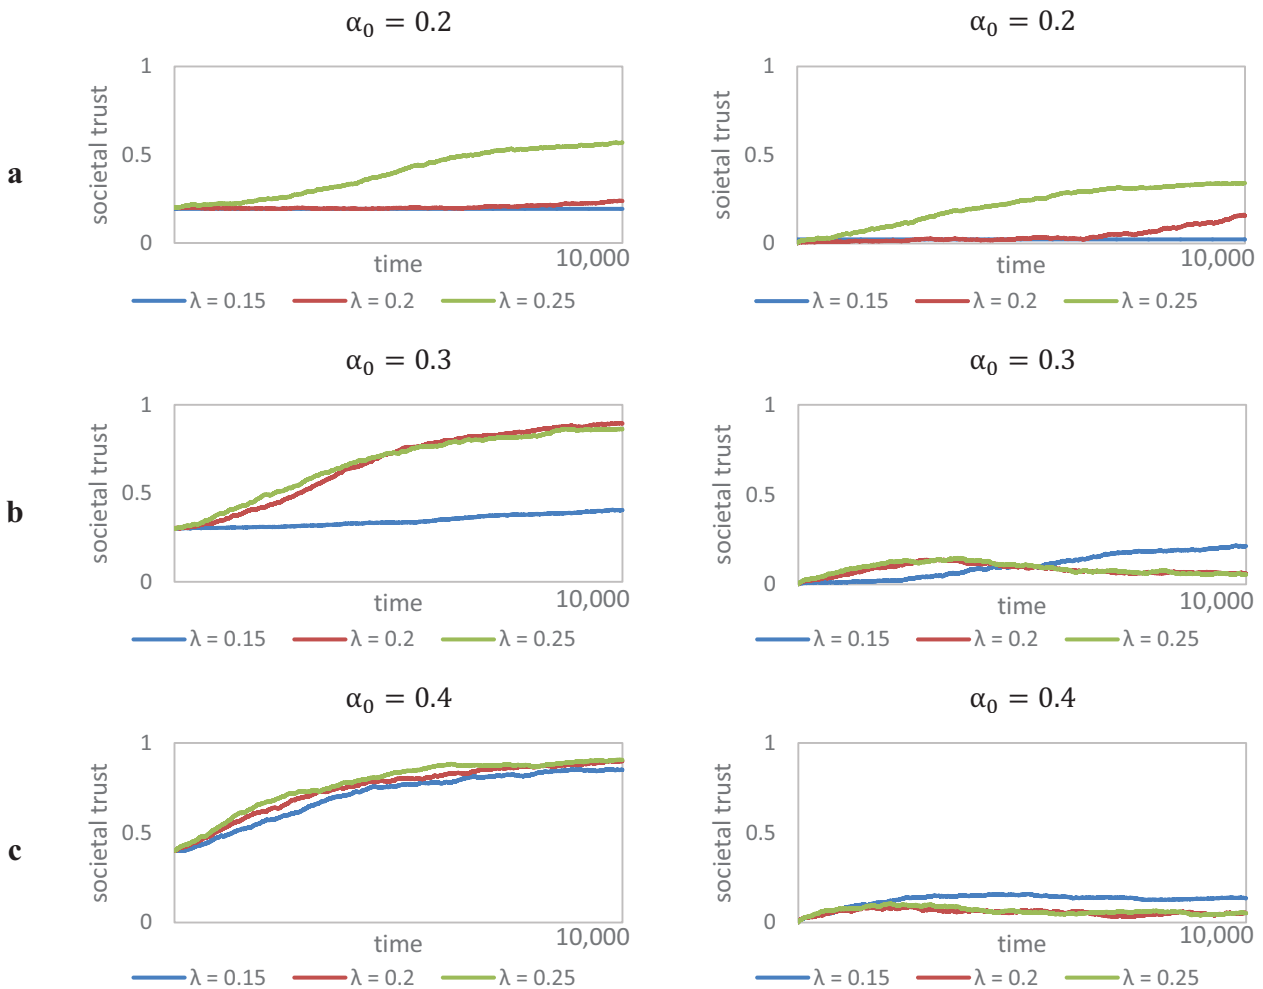 α₀ = 0.2
α₀ = 0.2
a
societal trust
1
0.5
0
time
10,000
λ = 0.15 λ = 0.2 λ = 0.25
soietal trust
1
0.5
0
time
10,000
λ = 0.15 λ = 0.2 λ = 0.25
α₀ = 0.3
α₀ = 0.3
b
societal trust
1
0.5
0
time
10,000
λ = 0.15 λ = 0.2 λ = 0.25
societal trust
1
0.5
0
time
10,000
λ = 0.15 λ = 0.2 λ = 0.25
α₀ = 0.4
α₀ = 0.4
c
societal trust
1
0.5
0
time
10,000
λ = 0.15 λ = 0.2 λ = 0.25
societal trust
1
0.5
0
time
10,000
λ = 0.15 λ = 0.2 λ = 0.25